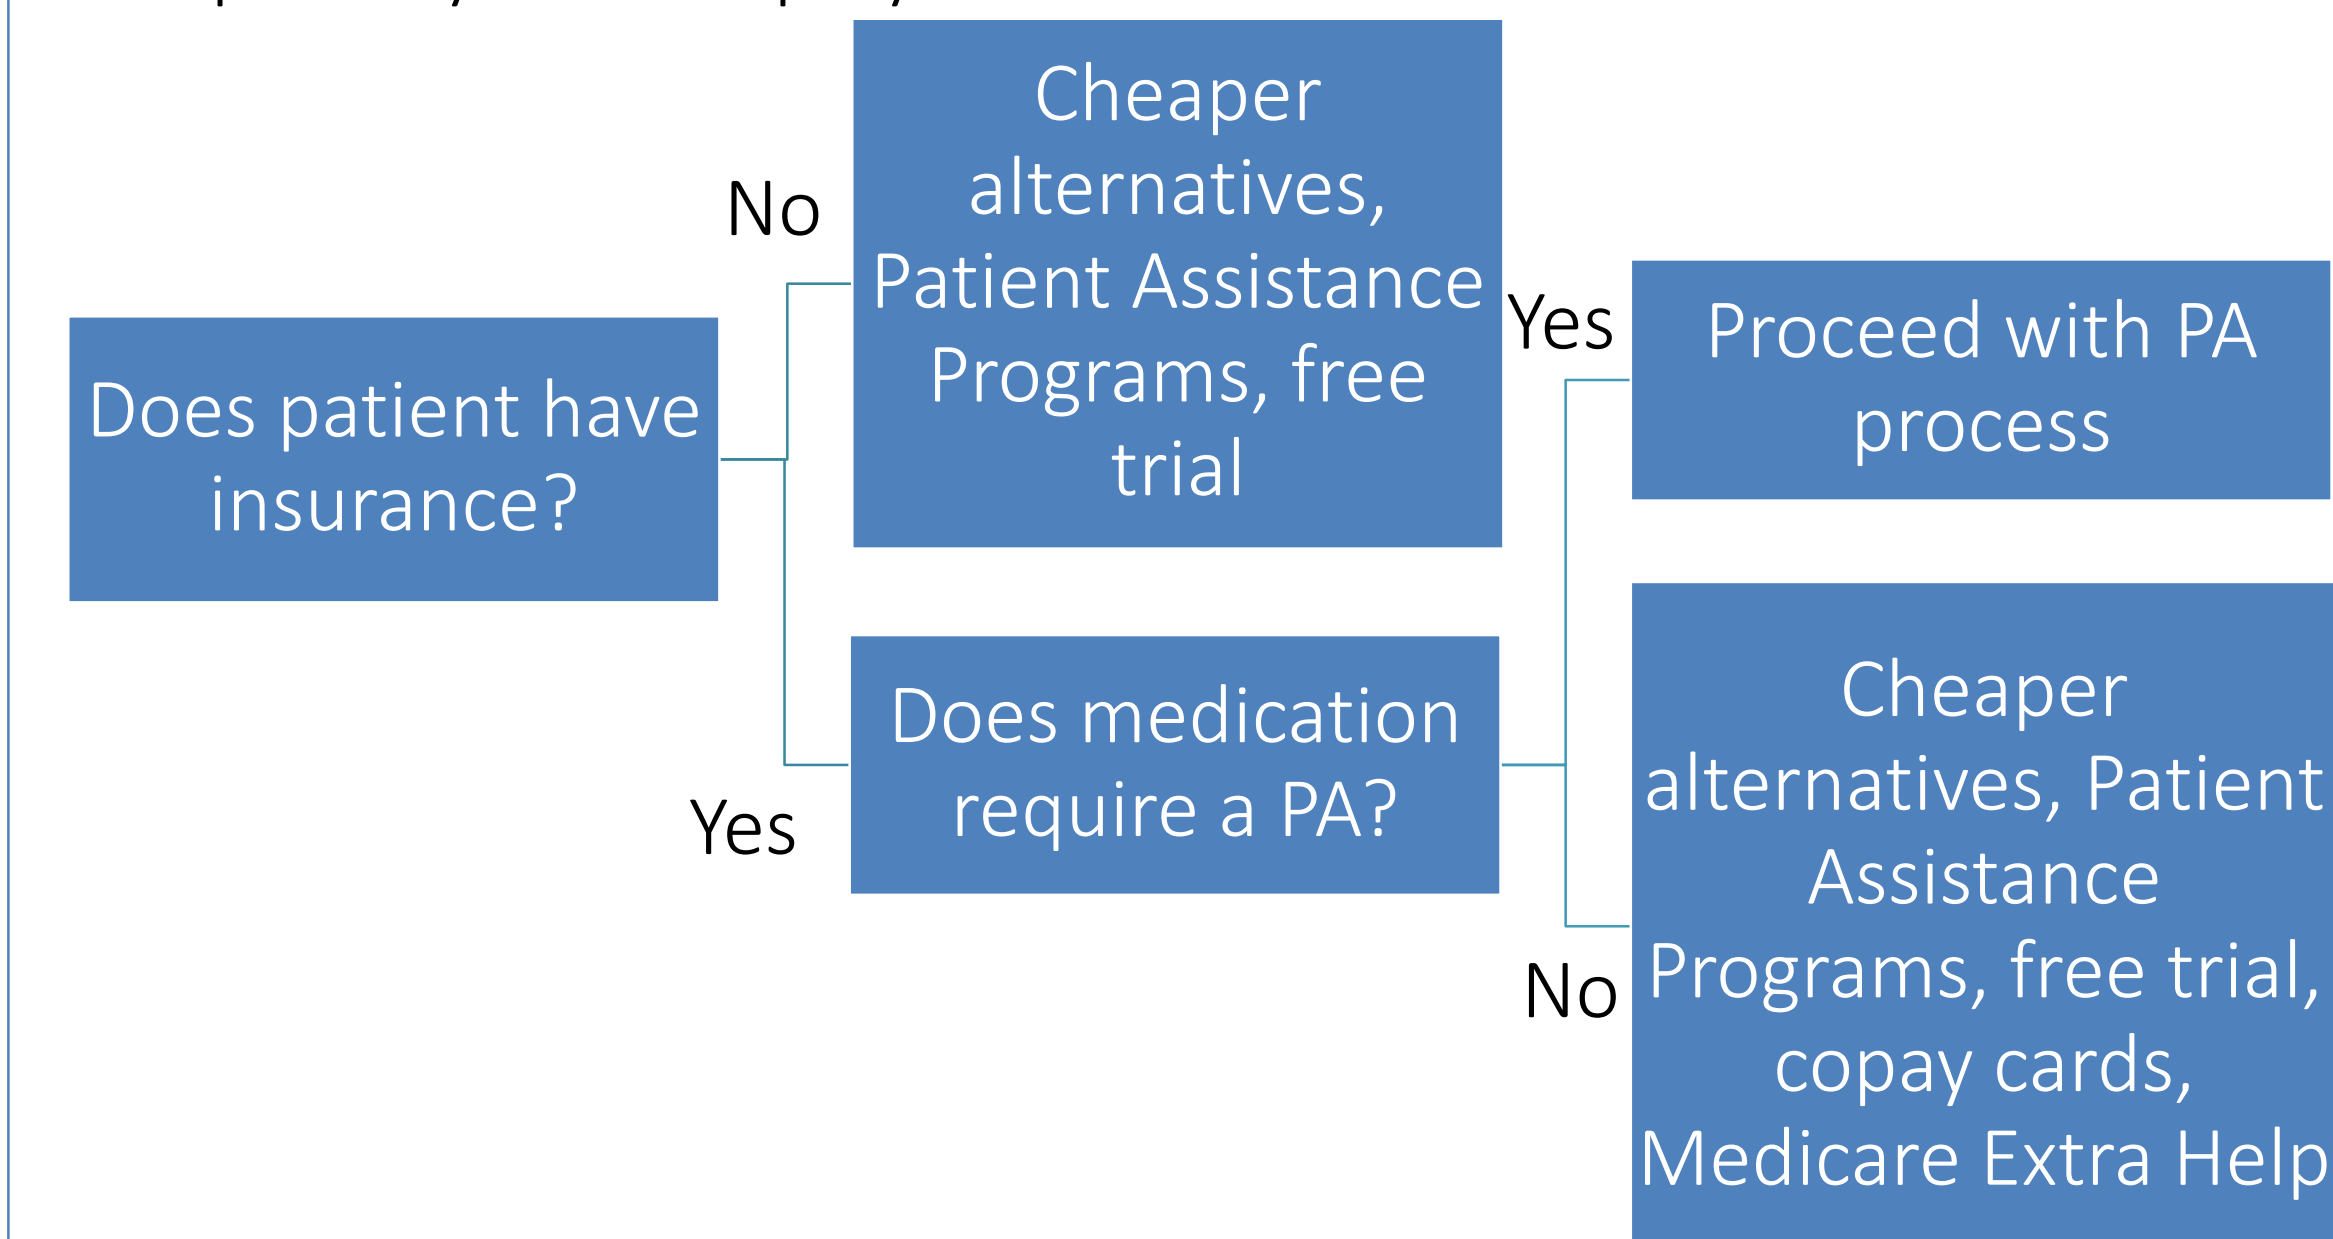 No
Cheaper
alternatives,
Patient Assistance
Programs, free
trial
Does patient have
insurance?
Yes
Does medication
require a PA?
Yes
Proceed with PA
process
No
Cheaper
alternatives, Patient
Assistance
Programs, free trial,
copay cards,
Medicare Extra Help